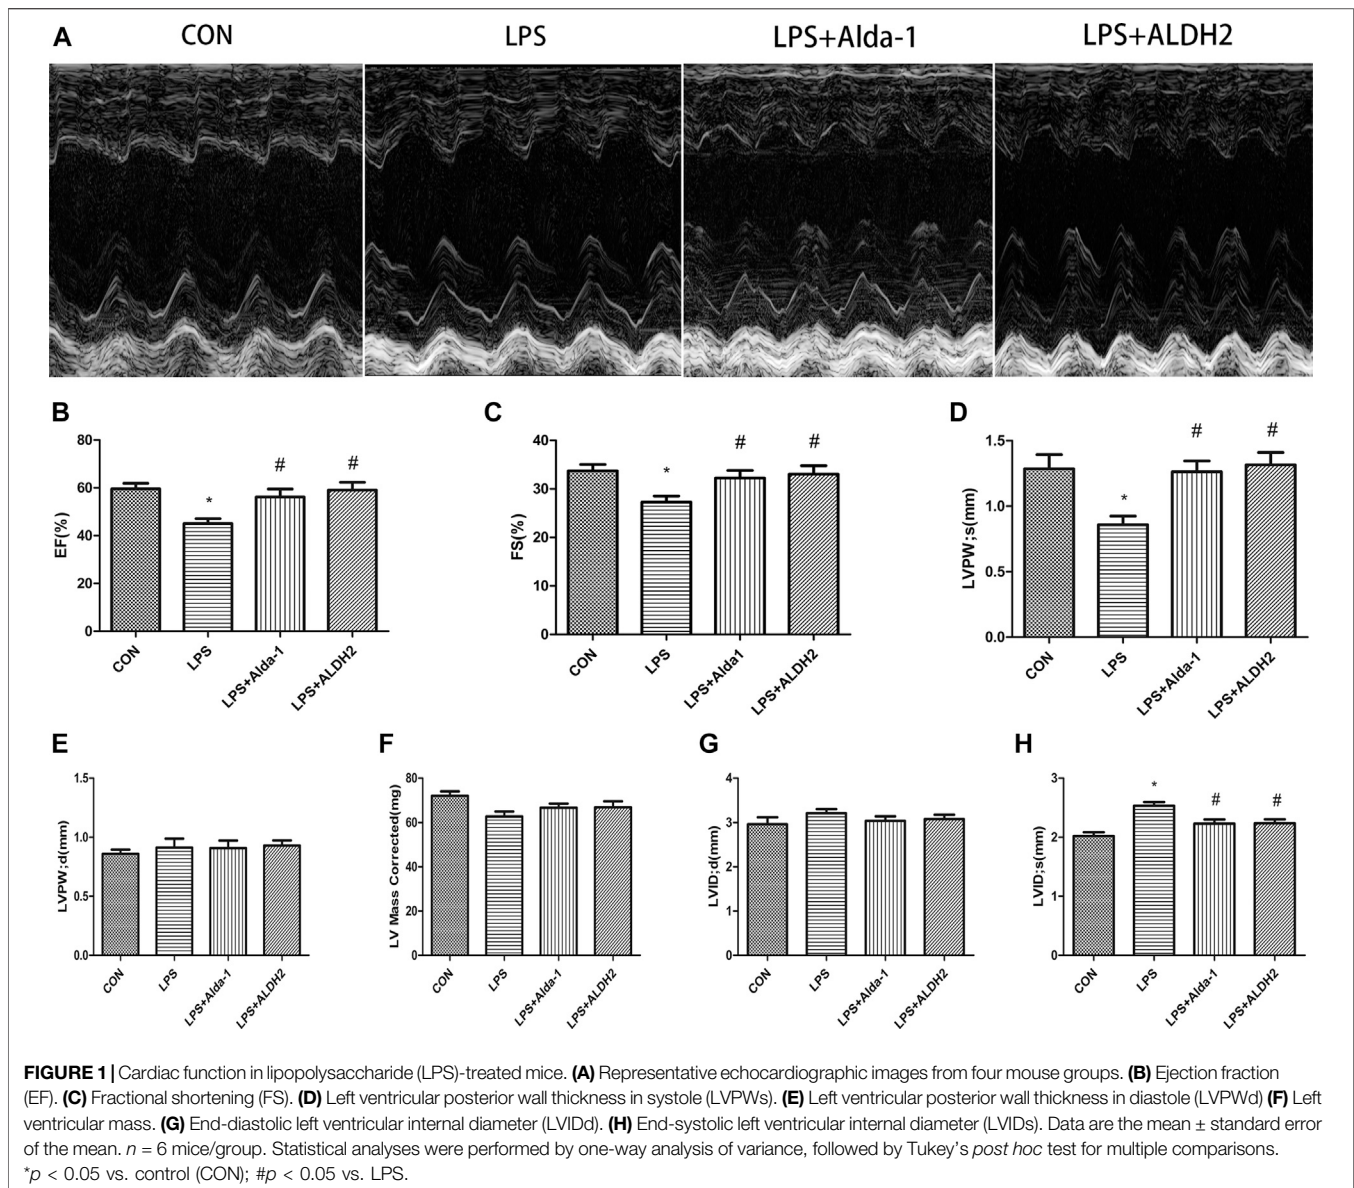 A
CON
LPS
LPS+Alda-1
LPS+ALDH2
B
80
60
40
20
0
EF(%)
*
#
#
CON
LPS
LPS+Alda-1
LPS+ALDH2
C
40
30
20
10
0
FS(%)
*
#
#
CON
LPS
LPS+Alda1
LPS+ALDH2
D
1.5
1.0
0.5
0.0
LVPW;s(mm)
*
#
#
CON
LPS
LPS+Alda-1
LPS+ALDH2
E
1.5
1.0
0.5
0.0
LVPW;d(mm)
CON
LPS
LPS+Alda-1
LPS+ALDH2
F
80
60
40
20
0
LV Mass Corrected(mg)
CON
LPS
LPS+Alda-1
LPS+ALDH2
G
4
3
2
1
0
LVID;d(mm)
CON
LPS
LPS+Alda-1
LPS+ALDH2
H
3
2
1
0
LVID;s(mm)
*
#
#
CON
LPS
LPS+Alda-1
LPS+ALDH2
FIGURE 1 | Cardiac function in lipopolysaccharide (LPS)-treated mice. (A) Representative echocardiographic images from four mouse groups. (B) Ejection fraction
(EF). (C) Fractional shortening (FS). (D) Left ventricular posterior wall thickness in systole (LVPWs). (E) Left ventricular posterior wall thickness in diastole (LVPWd) (F) Left
ventricular mass. (G) End-diastolic left ventricular internal diameter (LVIDd). (H) End-systolic left ventricular internal diameter (LVIDs). Data are the mean ± standard error
of the mean. n = 6 mice/group. Statistical analyses were performed by one-way analysis of variance, followed by Tukey's post hoc test for multiple comparisons.
*p < 0.05 vs. control (CON); #p < 0.05 vs. LPS.